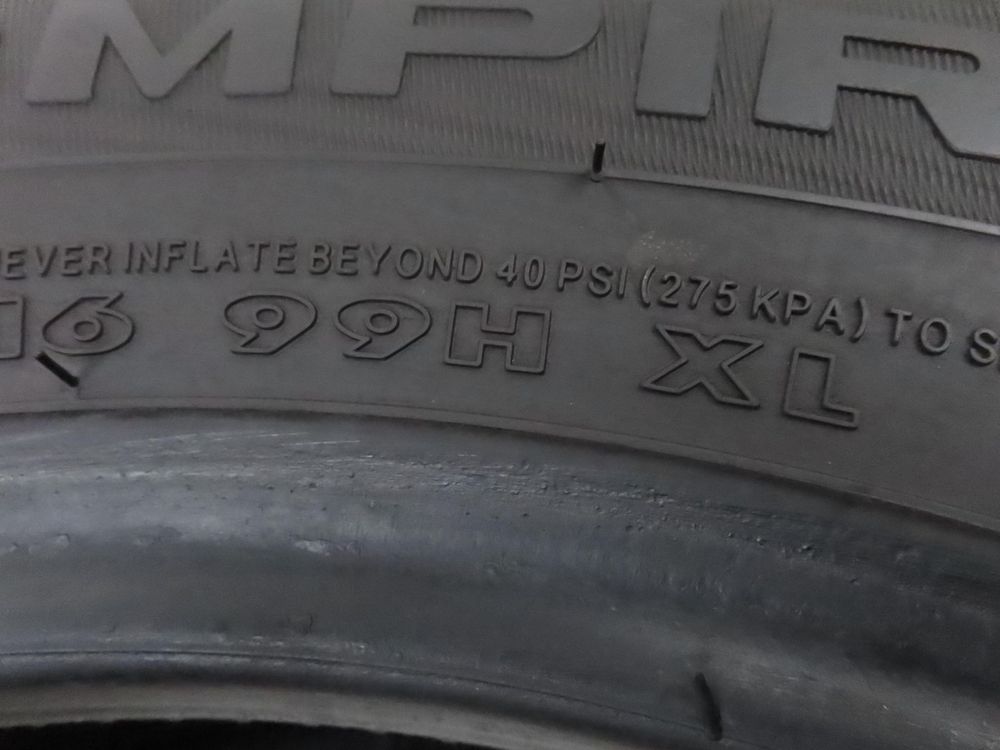 MPIR
EVER INFLATE BEYOND 40 PSI (275 KPA) TO S
16 99H XL